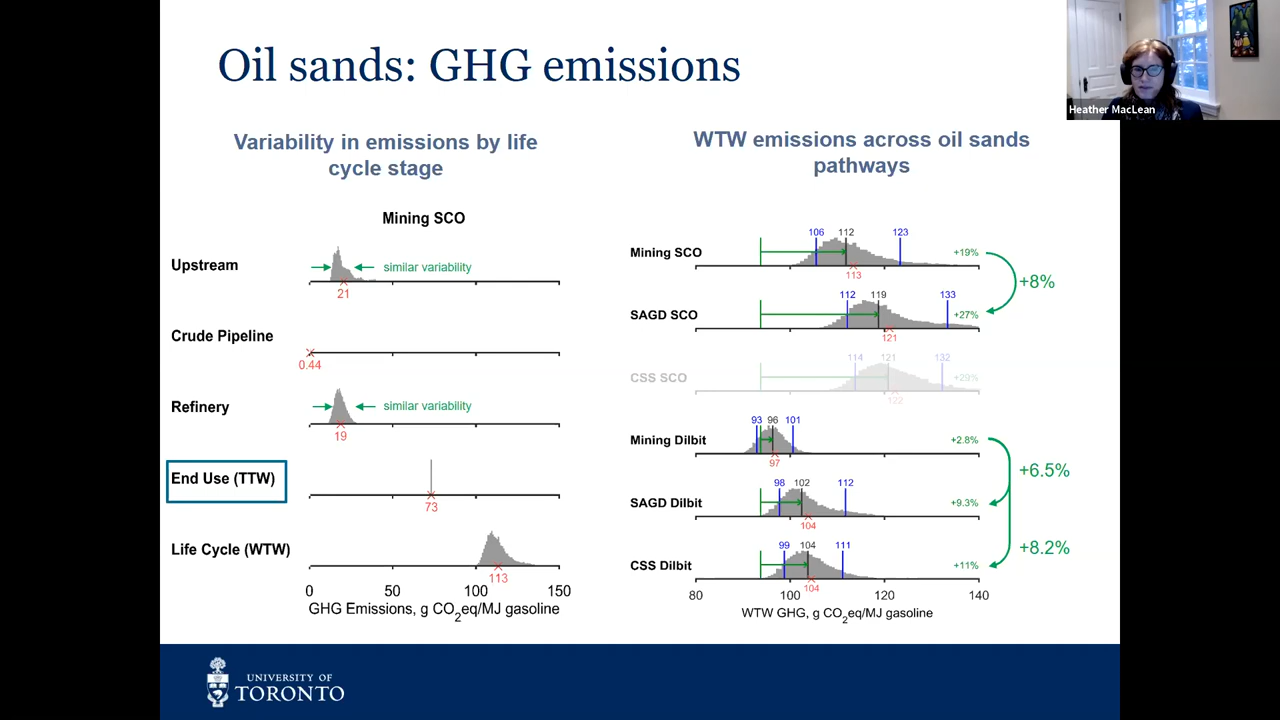 Oil sands: GHG emissions
Heather MacLean
Variability in emissions by life
cycle stage
Mining SCO
Upstream
similar variability
21
Crude Pipeline
0.44
Refinery
similar variability
19
End Use (TTW)
73
Life Cycle (WTW)
113
0 50 100 150
GHG Emissions, g CO2eq/MJ gasoline
WTW emissions across oil sands
pathways
106 112 123
Mining SCO +19%
113
+8%
112 119 133
SAGD SCO +27%
121
114 121 132
CSS SCO +29%
122
93 96 101
Mining Dilbit +2.8%
97
+6.5%
98 102 112
SAGD Dilbit +9.3%
104
+8.2%
99 104 111
CSS Dilbit +11%
104
80 100 120 140
WTW GHG, g CO2eq/MJ gasoline
UNIVERSITY OF
TORONTO